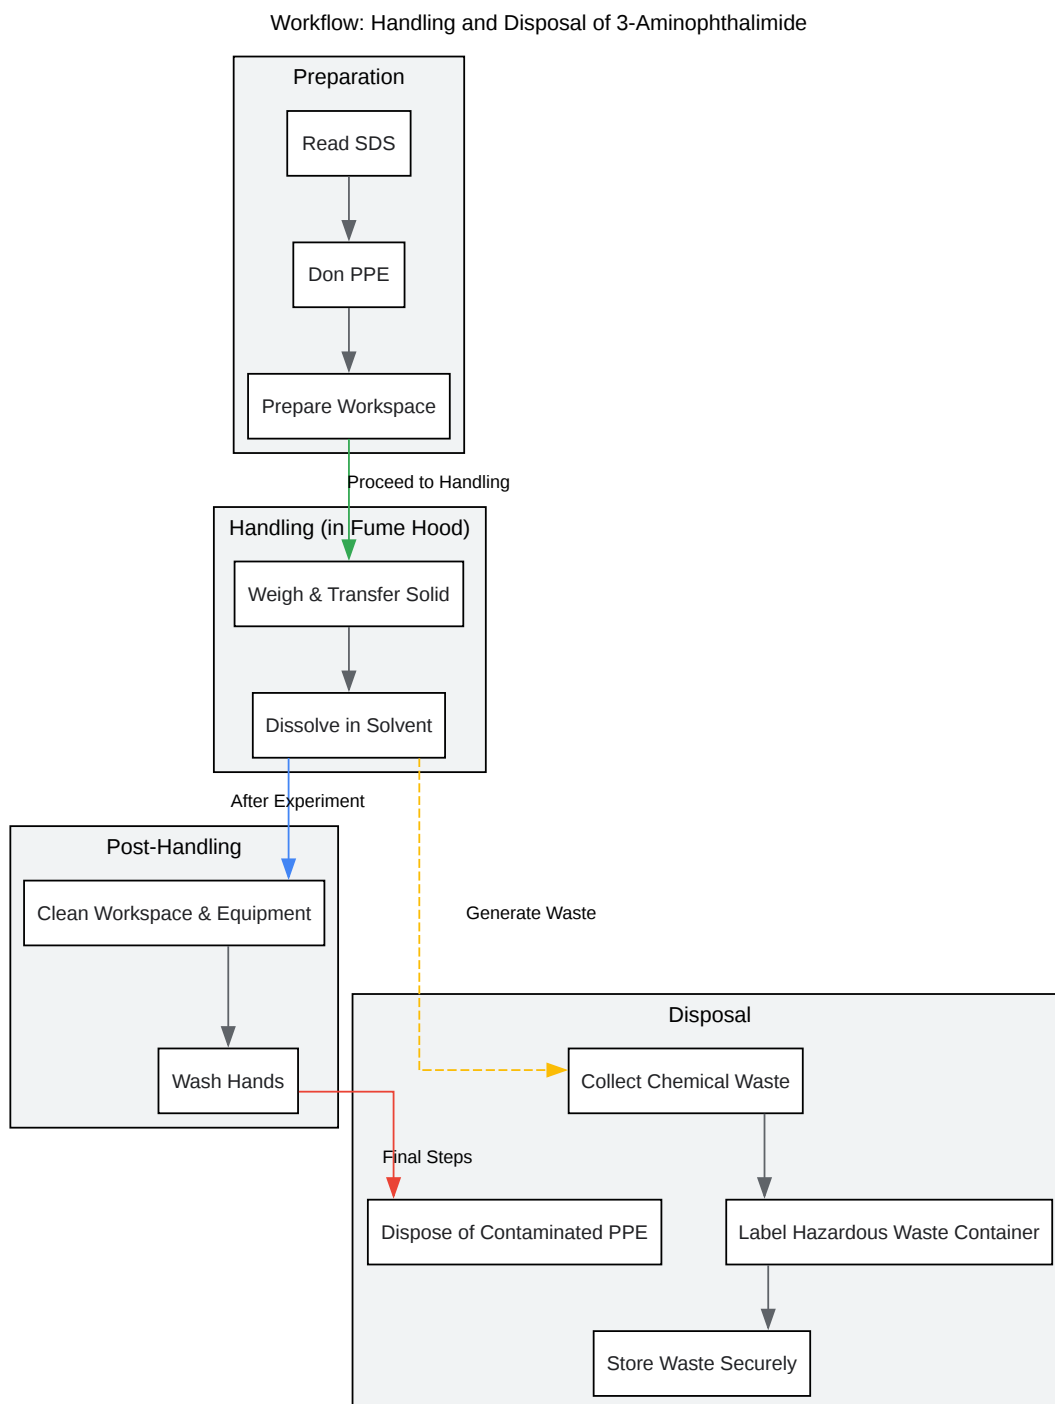 Workflow: Handling and Disposal of 3-Aminophthalimide
Preparation
Read SDS
Don PPE
Prepare Workspace
Proceed to Handling
Handling (in Fume Hood)
Weigh & Transfer Solid
Dissolve in Solvent
After Experiment
Post-Handling
Clean Workspace & Equipment
Generate Waste
Disposal
Wash Hands
Collect Chemical Waste
Final Steps
Dispose of Contaminated PPE
Label Hazardous Waste Container
Store Waste Securely